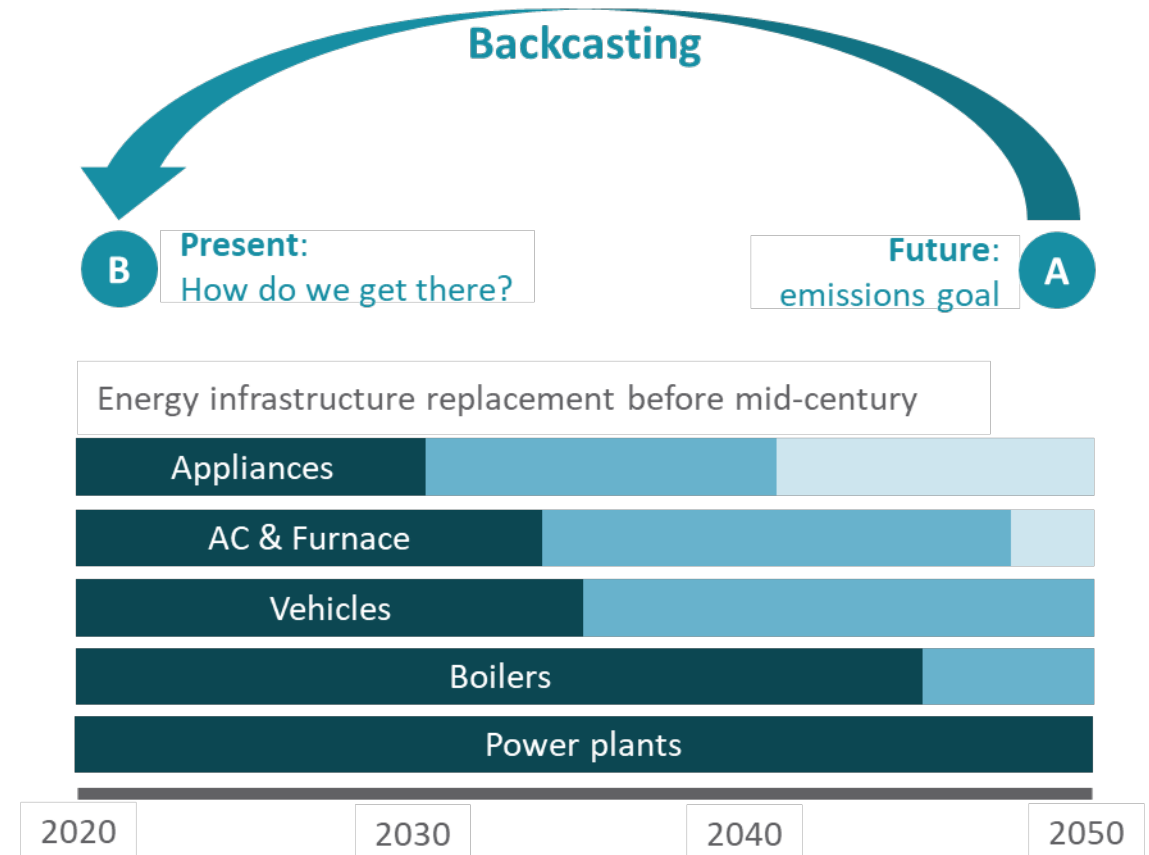 Backcasting
B
Present:
How do we get there?
Future:
emissions goal
A
Energy infrastructure replacement before mid-century
Appliances
AC & Furnace
Vehicles
Boilers
Power plants
2020
2030
2040
2050